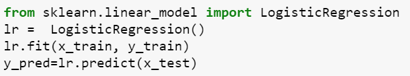 from sklearn.linear_model import LogisticRegression
lr =  LogisticRegression()
lr.fit(x_train, y_train)
y_pred=lr.predict(x_test)